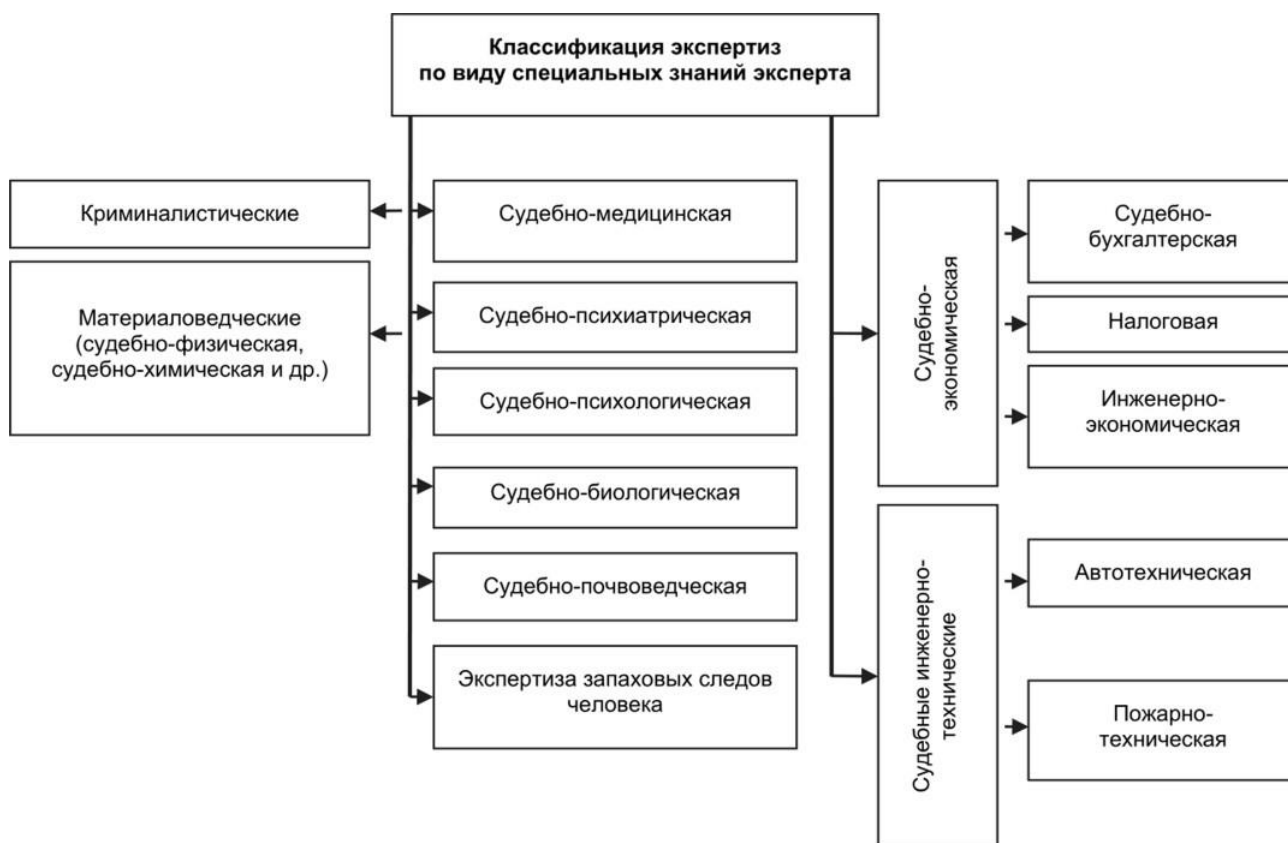 Классификация экспертиз
по виду специальных знаний эксперта
Криминалистические
Материаловедческие
(судебно-физическая,
судебно-химическая и др.)
Судебно-медицинская
Судебно-психиатрическая
Судебно-психологическая
Судебно-биологическая
Судебно-почвоведческая
Экспертиза запаховых следов
человека
Судебно-
экономическая
Судебно-
бухгалтерская
Налоговая
Инженерно-
экономическая
Судебные инженерно-
технические
Автотехническая
Пожарно-
техническая